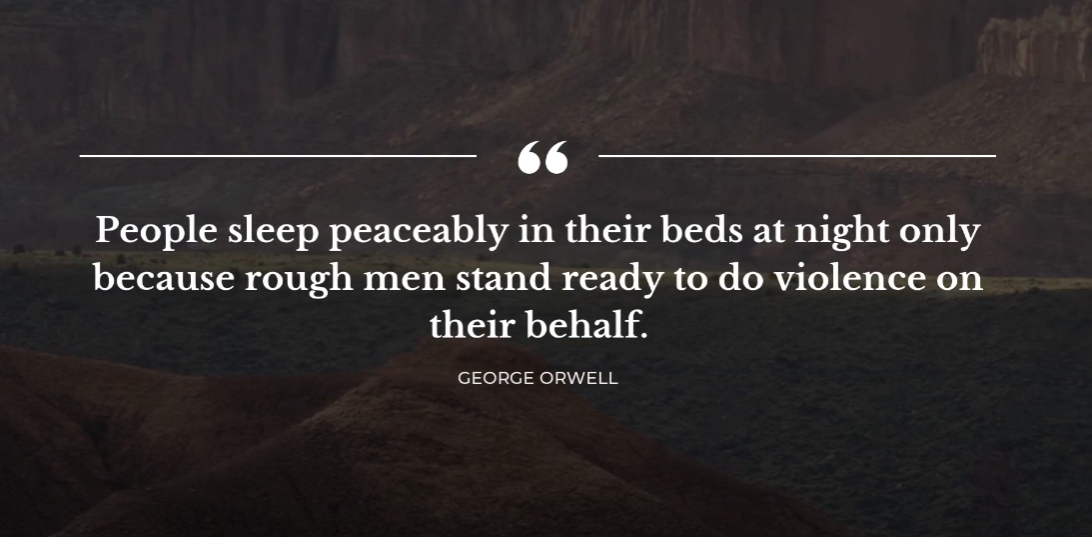 “
People sleep peaceably in their beds at night only
because rough men stand ready to do violence on
their behalf.
GEORGE ORWELL